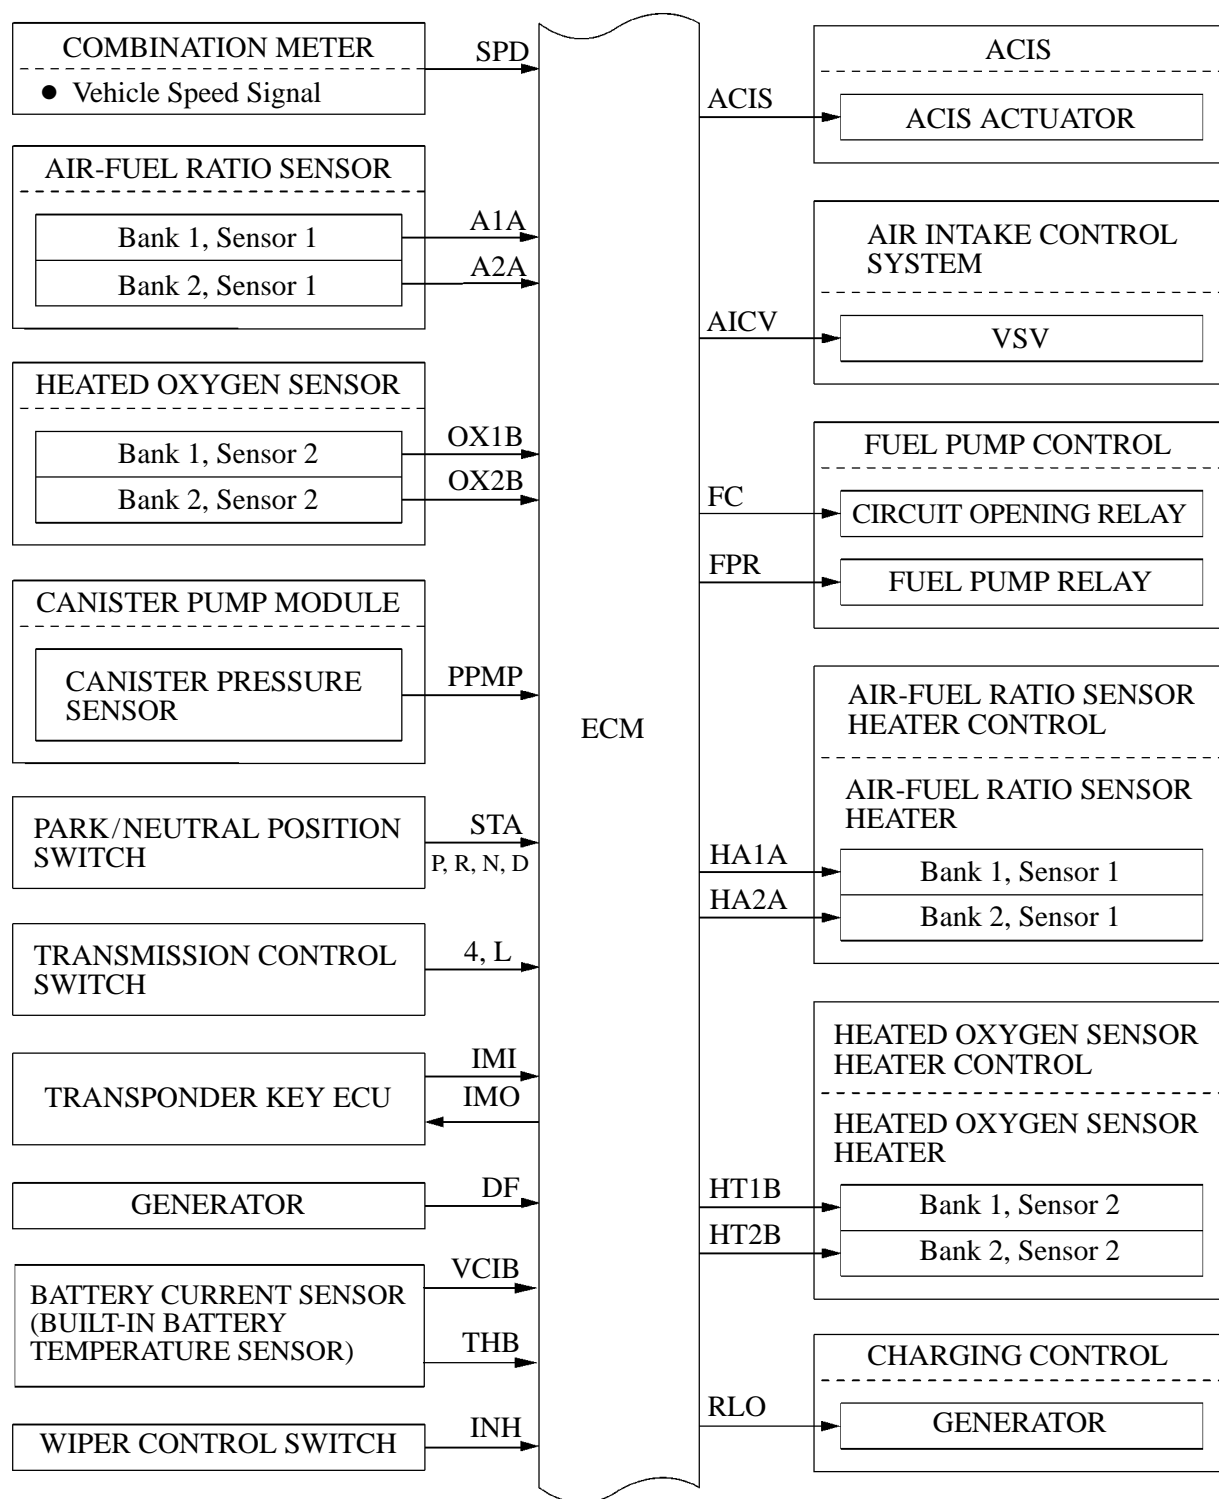 COMBINATION METER
● Vehicle Speed Signal
SPD
AIR-FUEL RATIO SENSOR
Bank 1, Sensor 1
A1A
Bank 2, Sensor 1
A2A
HEATED OXYGEN SENSOR
Bank 1, Sensor 2
OX1B
Bank 2, Sensor 2
OX2B
CANISTER PUMP MODULE
CANISTER PRESSURE
SENSOR
PPMP
PARK/NEUTRAL POSITION
SWITCH
STA
P, R, N, D
TRANSMISSION CONTROL
SWITCH
4, L
TRANSPONDER KEY ECU
IMI
IMO
GENERATOR
DF
BATTERY CURRENT SENSOR
(BUILT-IN BATTERY
TEMPERATURE SENSOR)
VCIB
THB
WIPER CONTROL SWITCH
INH
ECM
ACIS
ACIS
ACIS ACTUATOR
AIR INTAKE CONTROL
SYSTEM
AICV
VSV
FUEL PUMP CONTROL
FC
CIRCUIT OPENING RELAY
FPR
FUEL PUMP RELAY
AIR-FUEL RATIO SENSOR
HEATER CONTROL
AIR-FUEL RATIO SENSOR
HEATER
HA1A
Bank 1, Sensor 1
HA2A
Bank 2, Sensor 1
HEATED OXYGEN SENSOR
HEATER CONTROL
HEATED OXYGEN SENSOR
HEATER
HT1B
Bank 1, Sensor 2
HT2B
Bank 2, Sensor 2
CHARGING CONTROL
RLO
GENERATOR